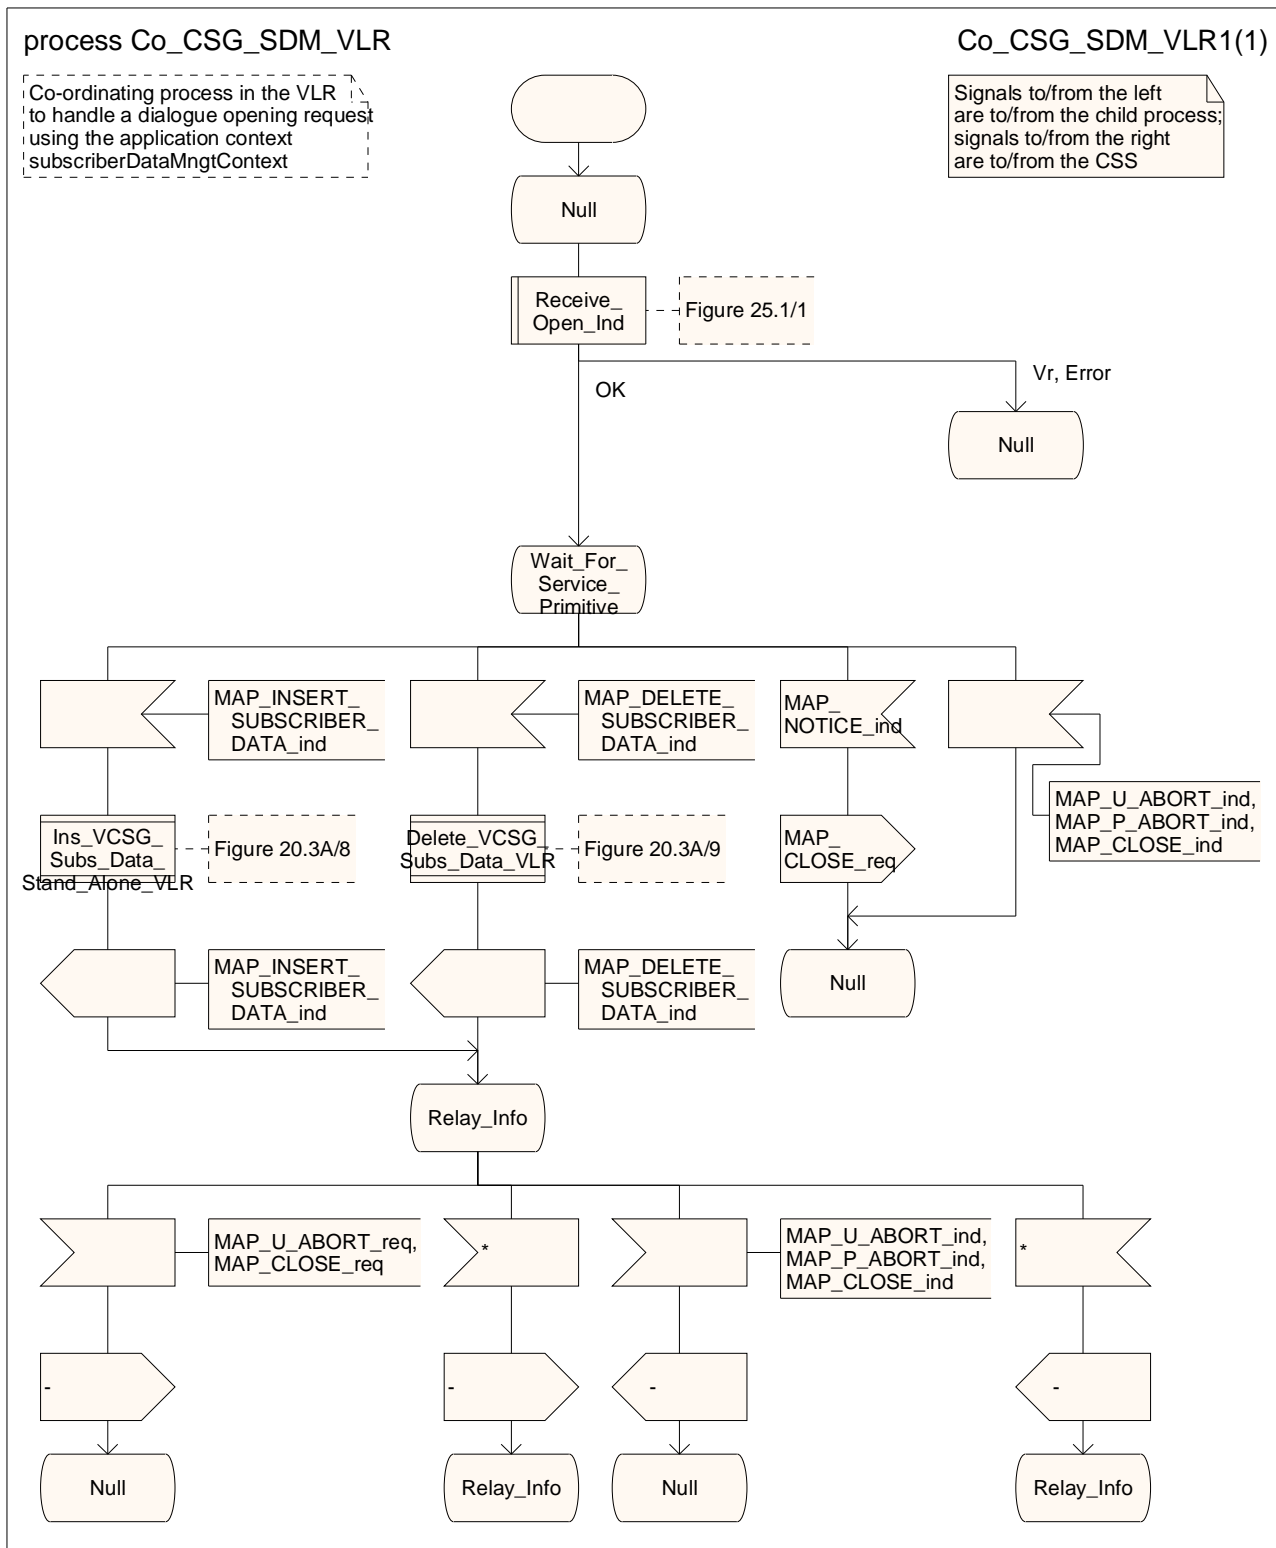 process Co_CSG_SDM_VLR
Co_CSG_SDM_VLR1(1)
Co-ordinating process in the VLR
to handle a dialogue opening request
using the application context
subscriberDataMngtContext
Signals to/from the left
are to/from the child process;
signals to/from the right
are to/from the CSS
Null
Receive_
Open_Ind
Figure 25.1/1
OK
Vr, Error
Null
Wait_For_
Service_
Primitive
MAP_INSERT_
SUBSCRIBER_
DATA_ind
MAP_DELETE_
SUBSCRIBER_
DATA_ind
MAP_
NOTICE_ind
MAP_U_ABORT_ind,
MAP_P_ABORT_ind,
MAP_CLOSE_ind
Ins_VCSG_
Subs_Data_
Stand_Alone_VLR
Figure 20.3A/8
Delete_VCSG_
Subs_Data_VLR
Figure 20.3A/9
MAP_
CLOSE_req
MAP_INSERT_
SUBSCRIBER_
DATA_ind
MAP_DELETE_
SUBSCRIBER_
DATA_ind
Null
Relay_Info
MAP_U_ABORT_req,
MAP_CLOSE_req
*
MAP_U_ABORT_ind,
MAP_P_ABORT_ind,
MAP_CLOSE_ind
*
-
-
-
-
Null
Relay_Info
Null
Relay_Info